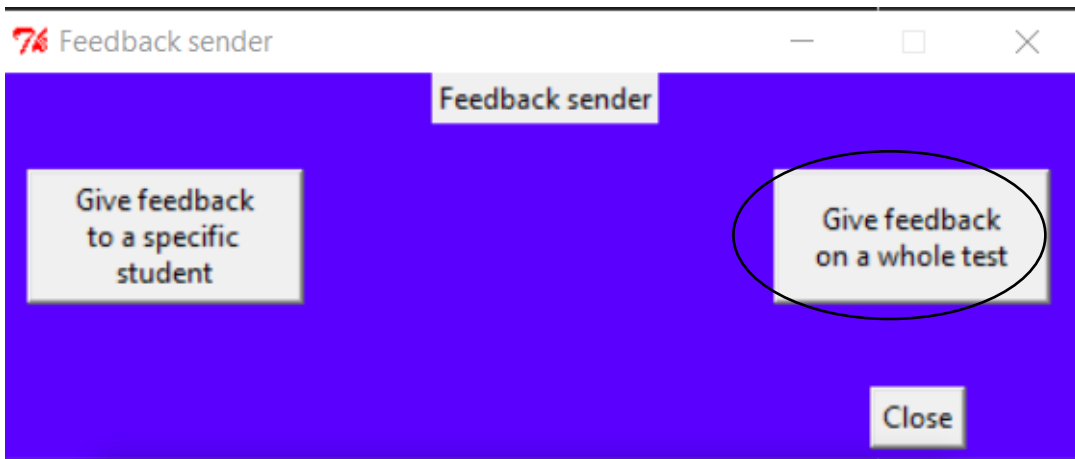 Feedback sender
Feedback sender
Give feedback
to a specific
student
Give feedback
on a whole test
Close